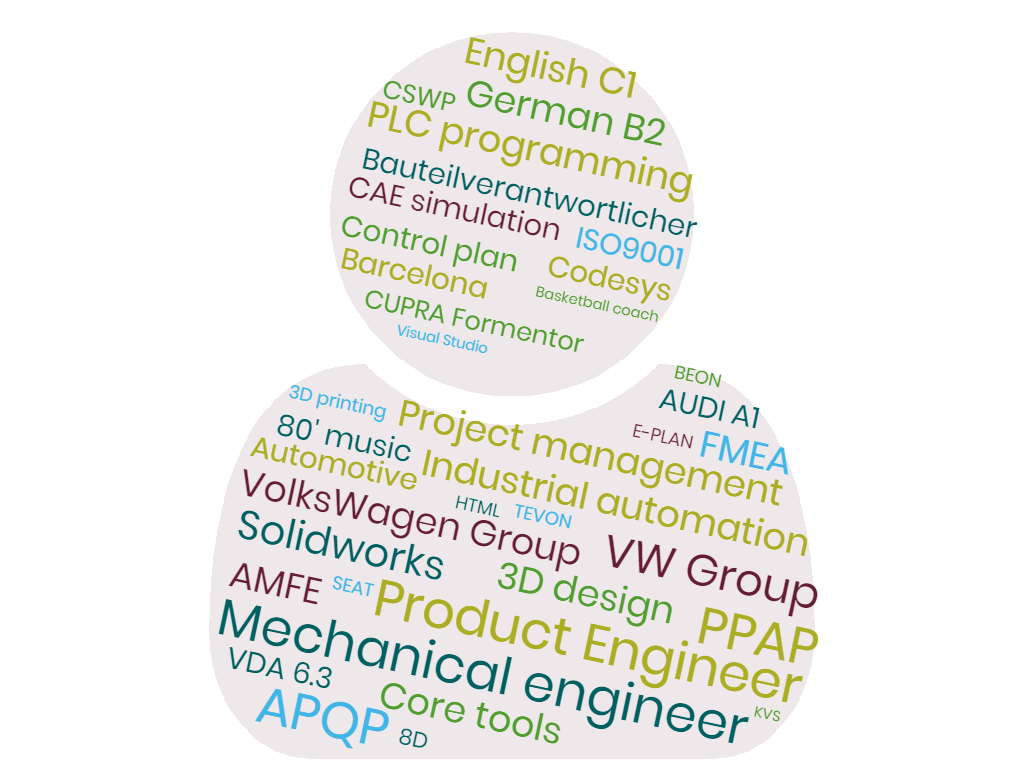 English C1
CSWP
German B2
PLC programming
Bauteilverantwortlicher
CAE simulation
ISO9001
Control plan
Codesys
Barcelona
Basketball coach
CUPRA Formentor
Visual Studio
BEON
3D printing
AUDI A1
Project management
E-PLAN
FMEA
80' music
Automotive
Industrial automation
VolksWagen Group
HTML
TEVON
Solidworks
VW Group
3D design
AMFE
SEAT
Product Engineer
PPAP
Mechanical engineer
VDA 6.3
Core tools
KVS
APQP
8D